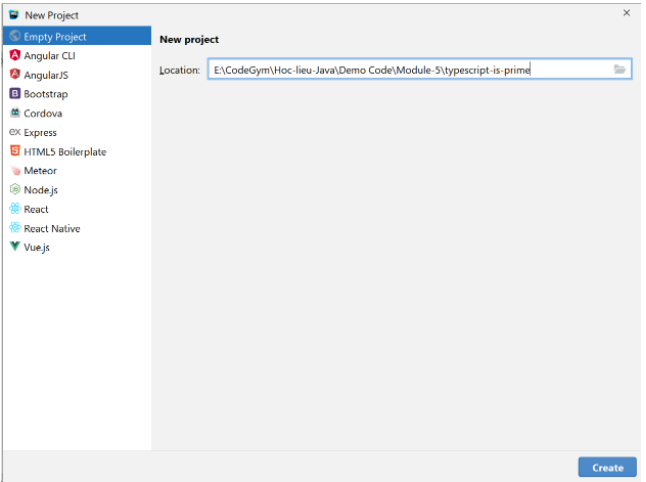 New Project
Empty Project
Angular CLI
AngularJS
Bootstrap
Cordova
Express
HTML5 Boilerplate
Meteor
Node.js
React
React Native
Vue.js
New project
Location: E:\CodeGym\Hoc-lieu-Java\Demo Code\Module-5\typescript-is-prime
Create